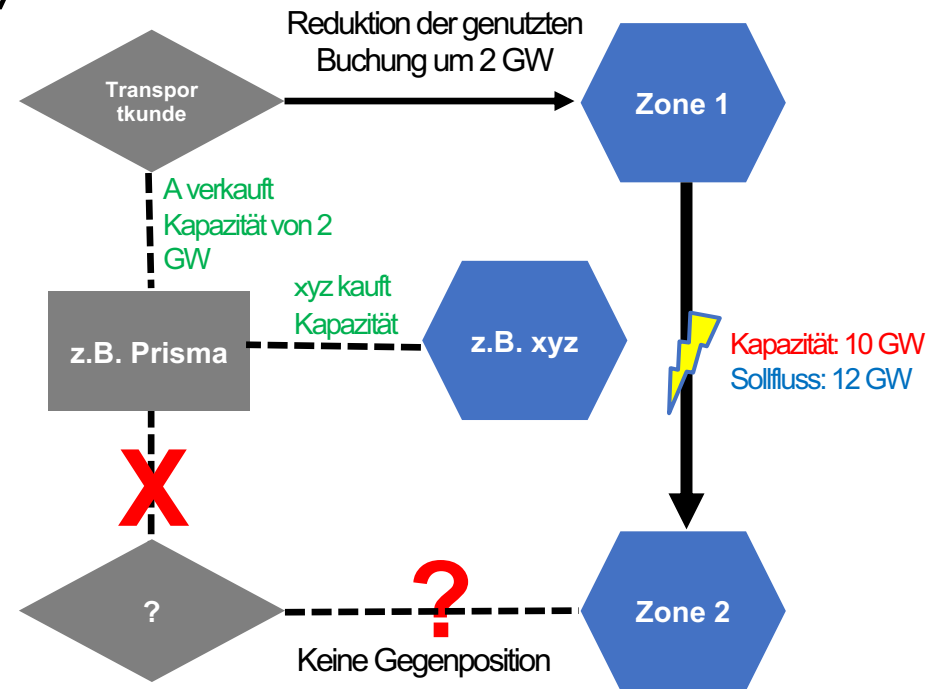 Reduktion der genutzten
Buchung um 2 GW
Transpor
tkunde
Zone 1
A verkauft
Kapazität von 2
GW
xyz kauft
Kapazität
z.B. Prisma
z.B. xyz
Kapazität: 10 GW
Sollfluss: 12 GW
X
?
?
Zone 2
Keine Gegenposition